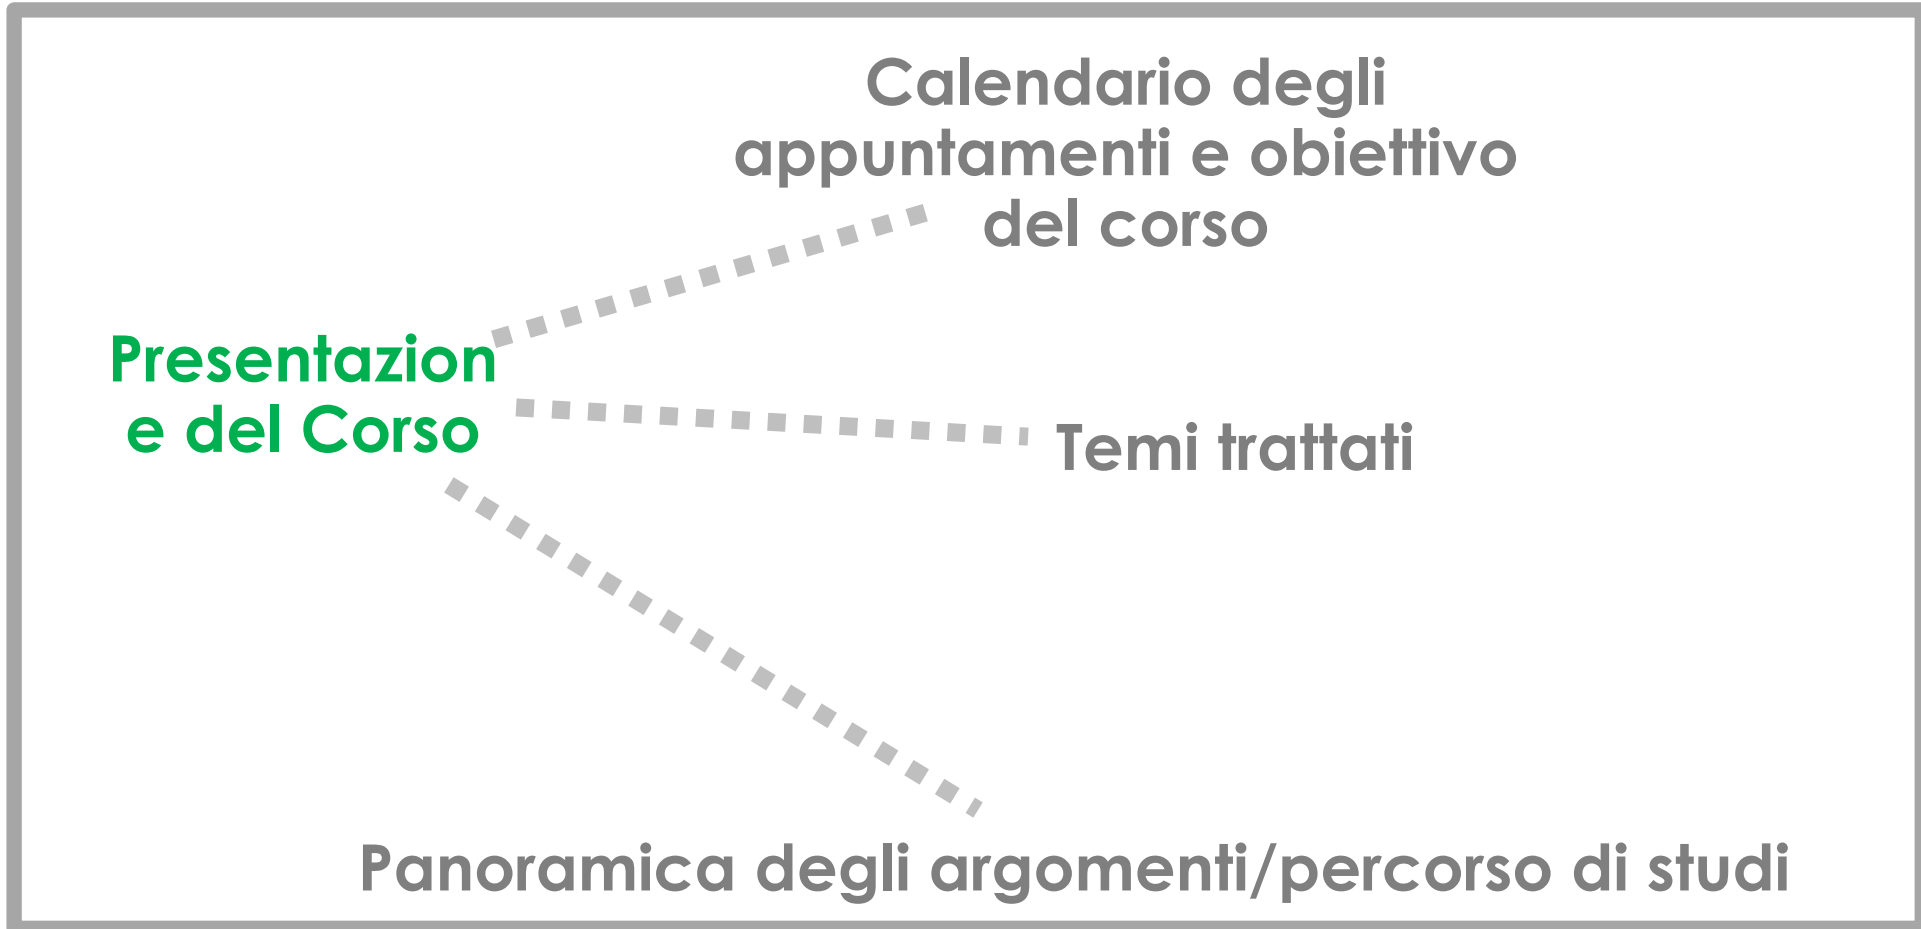 Calendario degli
appuntamenti e obiettivo
del corso
Presentazion
e del Corso
Temi trattati
Panoramica degli argomenti/percorso di studi